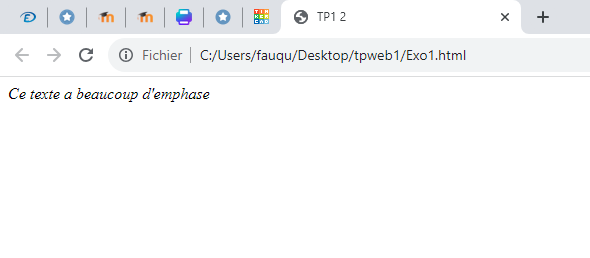 TP1 2
Fichier C:/Users/fauqu/Desktop/tpweb1/Exo1.html
Ce texte a beaucoup d'emphase